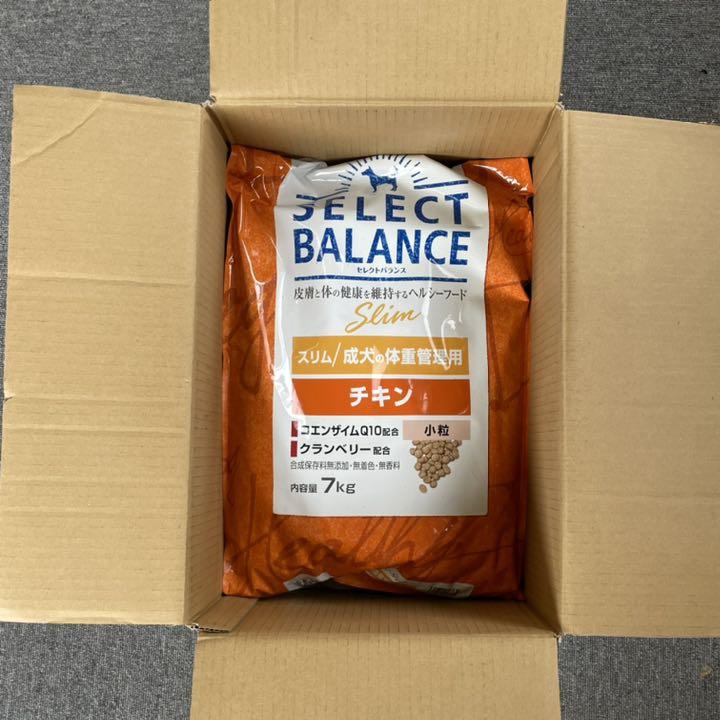 SELECT
BALANCE
セレクトバランス
皮膚と体の健康を維持するヘルシーフード
Slim
スリム/成犬の体重管理用
チキン
コエンザイムQ10配合 小粒
クランベリー配合
合成保存料無添加・無着色・無香料
内容量 7kg
Healthy